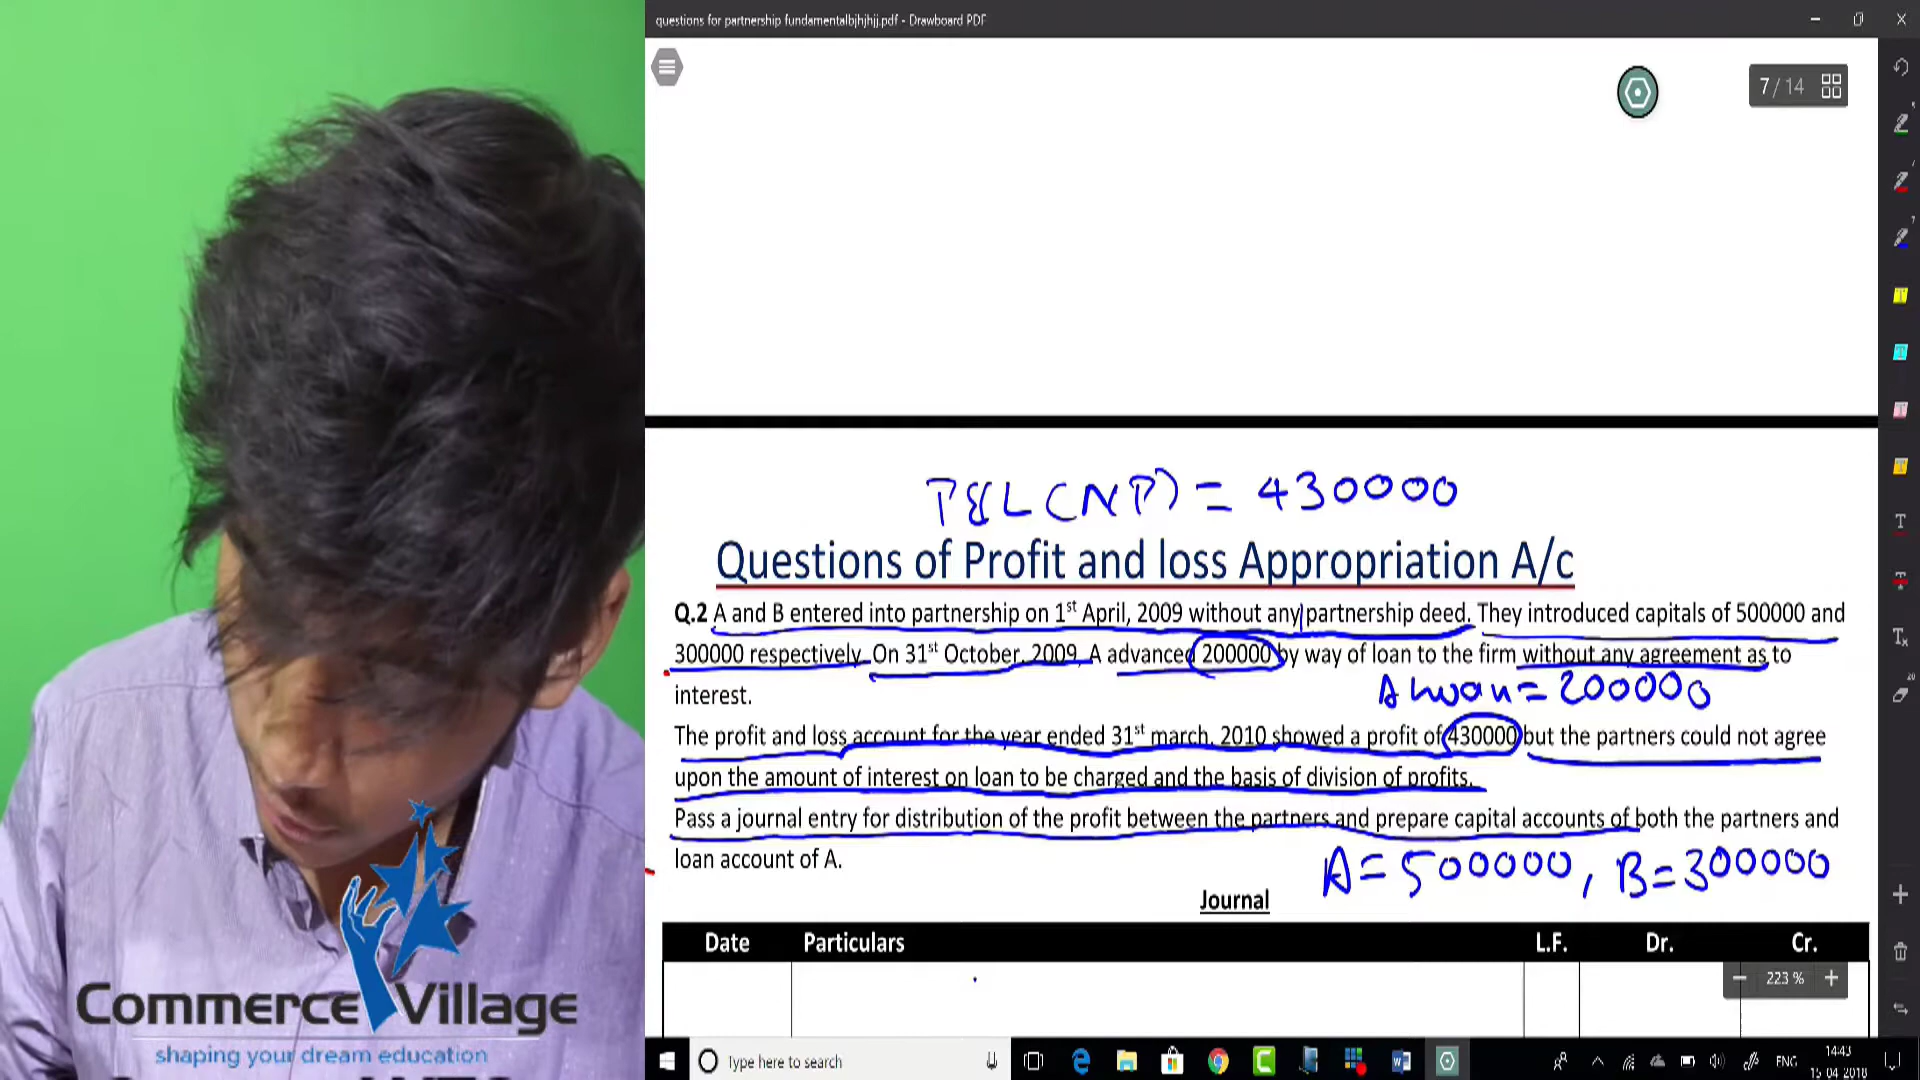 questions for partnership fundamentalbjhjhjj.pdf - Drawboard PDF
7 / 14
P&L (NP) = 430000
Questions of Profit and loss Appropriation A/c
Q.2 A and B entered into partnership on 1st April, 2009 without any partnership deed. They introduced capitals of 500000 and
300000 respectively. On 31st October, 2009. A advanced 200000 by way of loan to the firm without any agreement as to
interest.
A loan = 200000
The profit and loss account for the year ended 31st march, 2010 showed a profit of 430000 but the partners could not agree
upon the amount of interest on loan to be charged and the basis of division of profits.
Pass a journal entry for distribution of the profit between the partners and prepare capital accounts of both the partners and
loan account of A.
A = 500000, B = 300000
Journal
Date Particulars L.F. Dr. Cr.
223 %
Commerce Village
shaping your dream education
Type here to search
ENG
14:43
15-04-2018